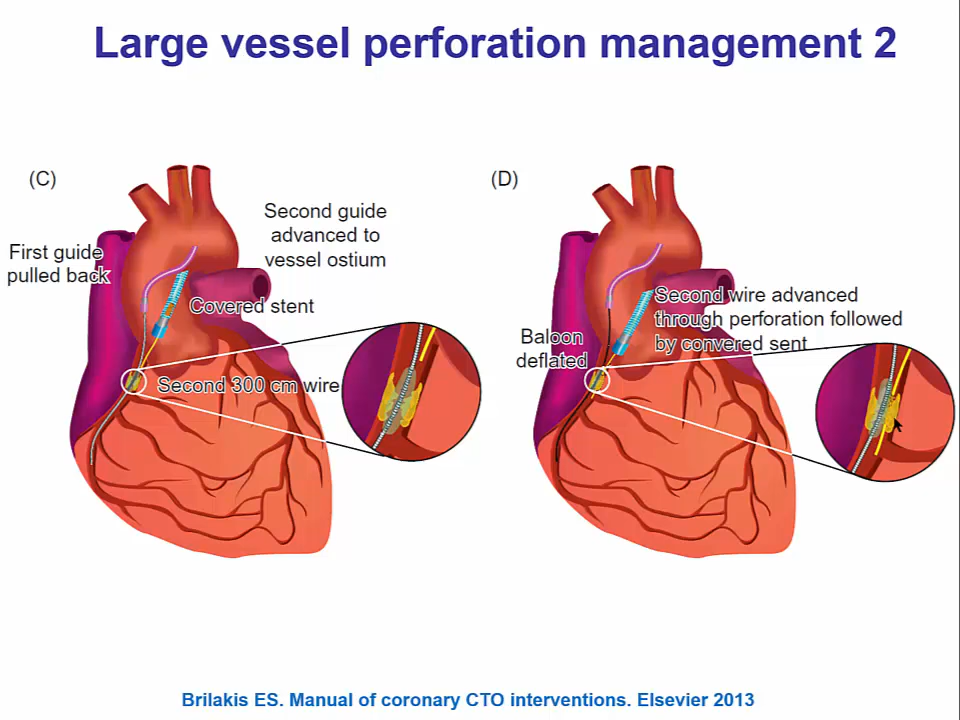 Large vessel perforation management 2
(C)
First guide
pulled back
Second guide
advanced to
vessel ostium
Covered stent
Second 300 cm wire
(D)
Baloon
deflated
Second wire advanced
through perforation followed
by convered sent
Brilakis ES. Manual of coronary CTO interventions. Elsevier 2013